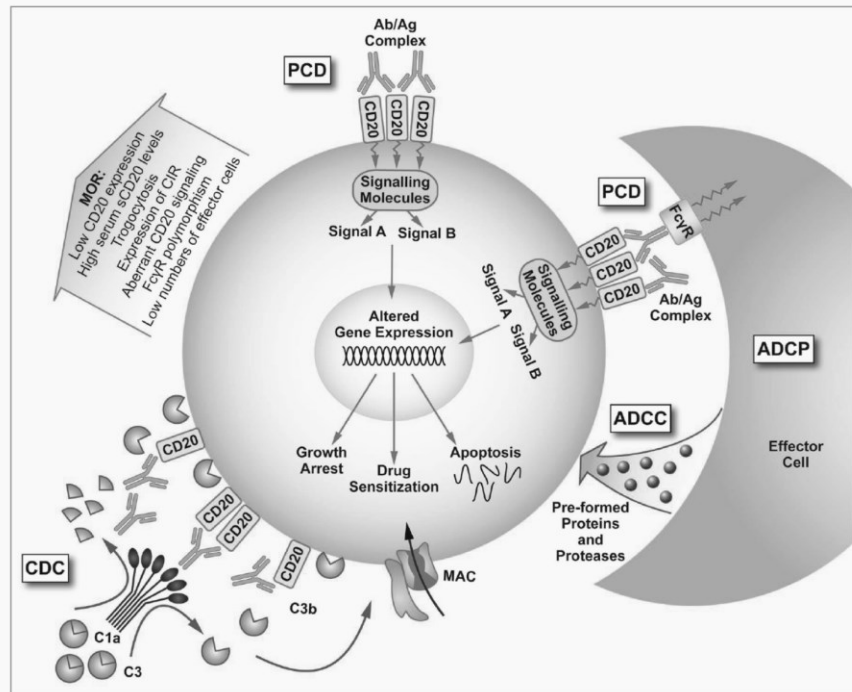 Ab/Ag
Complex
PCD
CD20
CD20
CD20
Signalling
Molecules
Signal A
Signal B
MOR:
Low CD20 expression
High serum sCD20 levels
Trogocytosis
Expression of CIR
Aberrant CD20 signaling
FcγR polymorphism
Low numbers of effector cells
PCD
FcγR
CD20
CD20
CD20
Ab/Ag
Complex
Signalling
Molecules
Signal A
Signal B
Altered
Gene Expression
Growth
Arrest
Drug
Sensitization
Apoptosis
ADCP
ADCC
Effector
Cell
Pre-formed
Proteins
and
Proteases
CD20
CD20
CD20
CD20
CDC
C1a
C3
C3b
MAC